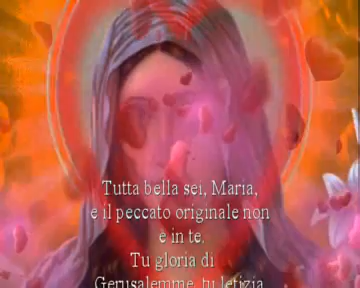 Tutta bella sei, Maria,
e il peccato originale non
è in te.
Tu gloria di
Gerusalemme, tu letizia